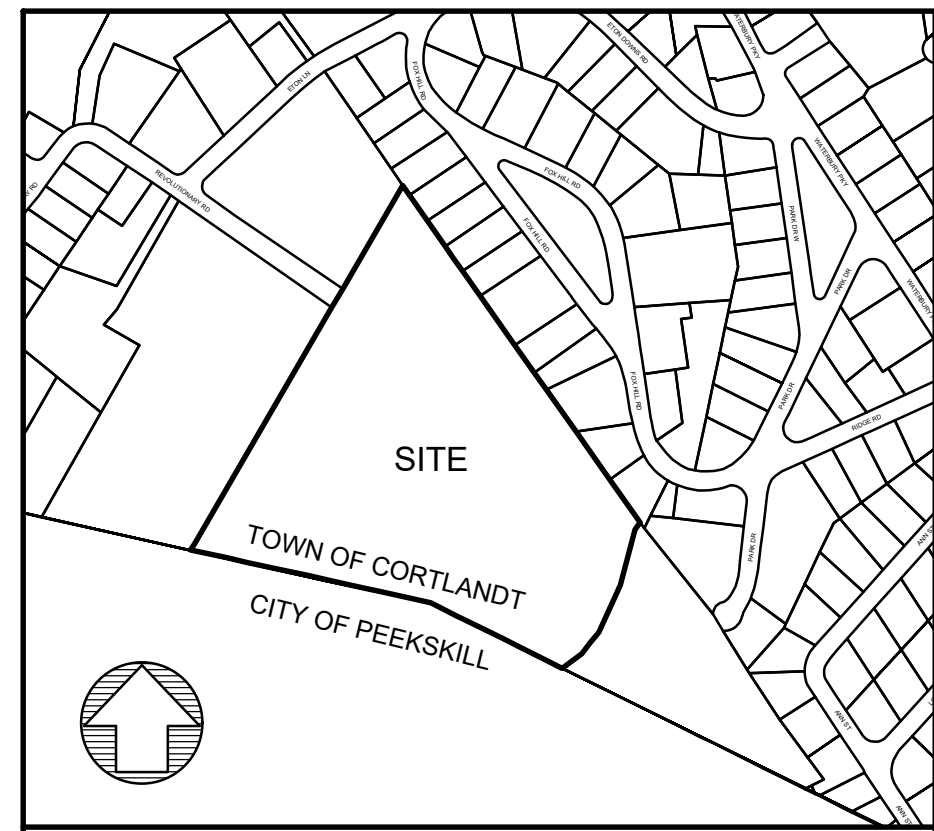 ETON DOWNS RD
WATERBURY PKY
ETON LN
FOX HILL RD
REVOLUTIONARY RD
FOX HILL RD
WATERBURY PKY
FOX HILL RD
PARK DR W
PARK DR
WATERBURY
FOX HILL RD
PARK DR
RIDGE RD
SITE
ANN ST
TOWN OF CORTLANDT
PARK DR
CITY OF PEEKSKILL
ANN ST
ANN ST